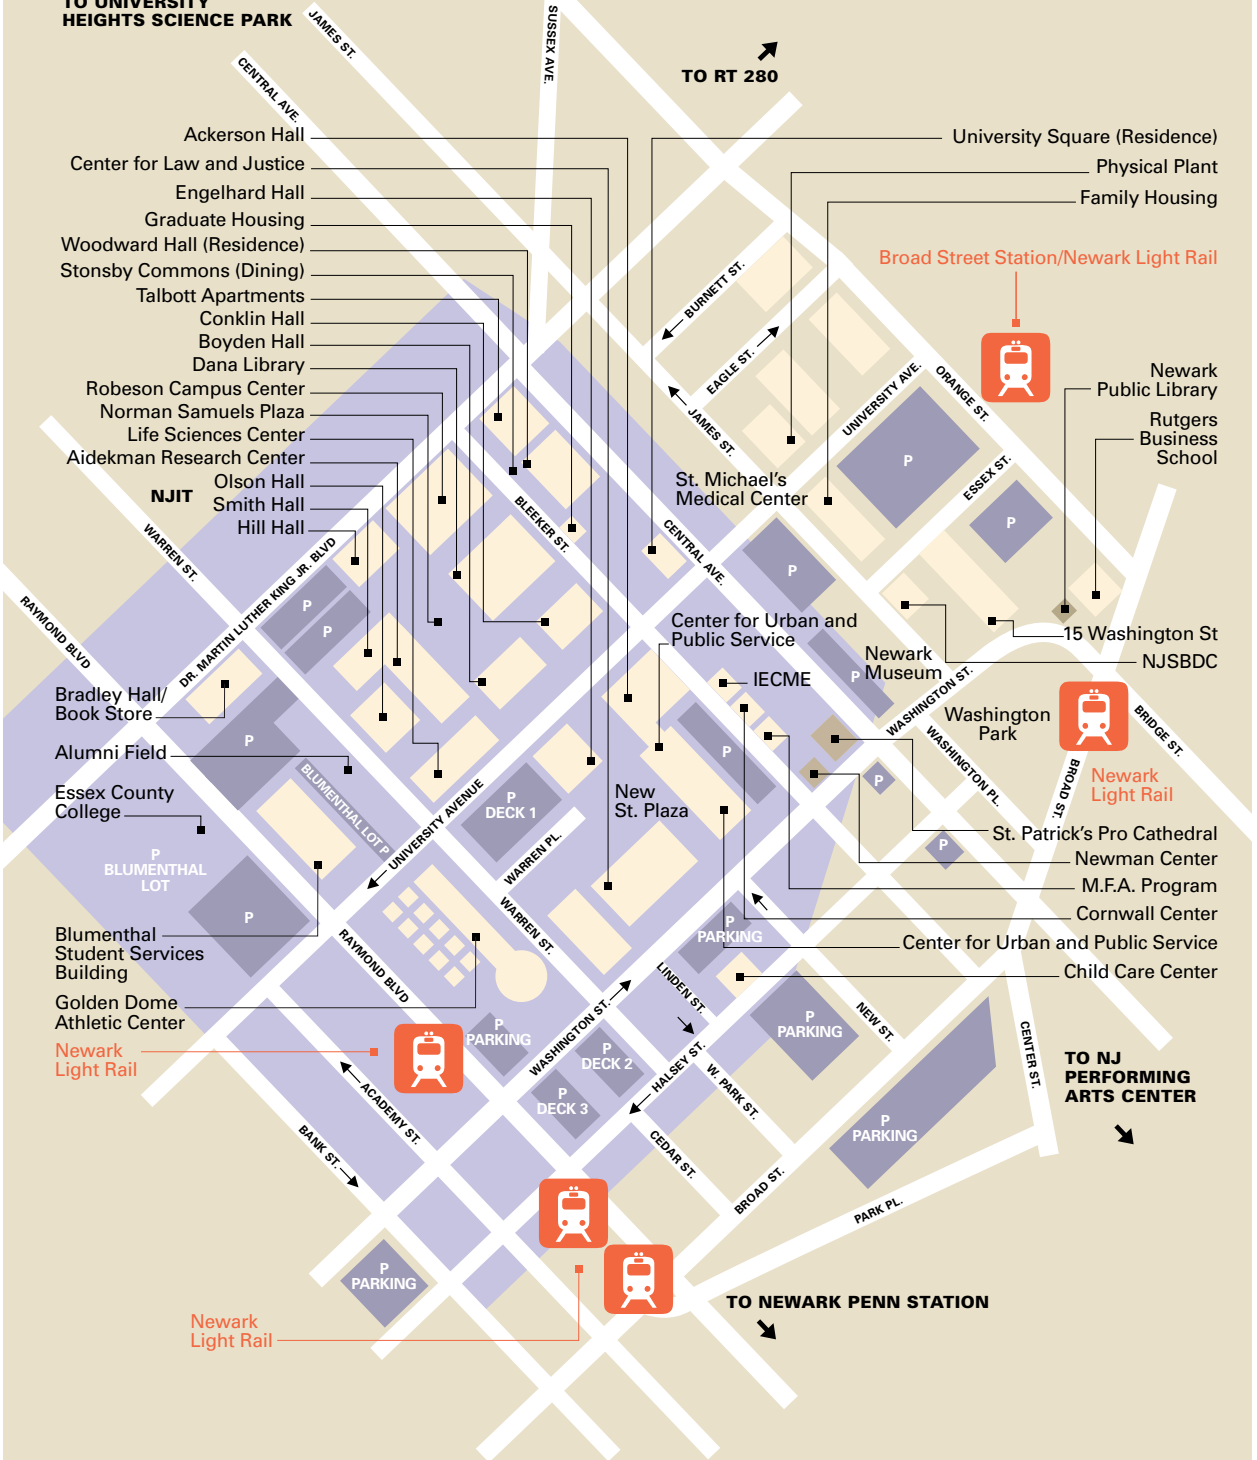 TO UNIVERSITY
HEIGHTS SCIENCE PARK
JAMES ST.
CENTRAL AVE.
SUSSEX AVE.
TO RT 280
Ackerson Hall
Center for Law and Justice
Engelhard Hall
Graduate Housing
Woodward Hall (Residence)
Stonsby Commons (Dining)
Talbott Apartments
Conklin Hall
Boyden Hall
Dana Library
Robeson Campus Center
Norman Samuels Plaza
Life Sciences Center
Aidekman Research Center
Olson Hall
Smith Hall
Hill Hall
NJIT
University Square (Residence)
Physical Plant
Family Housing
Broad Street Station/Newark Light Rail
BURNETT ST.
EAGLE ST.
JAMES ST.
UNIVERSITY AVE.
ORANGE ST.
ESSEX ST.
Newark
Public Library
Rutgers
Business
School
P
P
P
St. Michael's
Medical Center
BLEEKER ST.
CENTRAL AVE.
WARREN ST.
RAYMOND BLVD
DR. MARTIN LUTHER KING JR. BLVD
P
P
Center for Urban and
Public Service
IECME
Newark
Museum
P
15 Washington St
NJSBDC
WASHINGTON ST.
Washington
Park
WASHINGTON PL.
BRIDGE ST.
BROAD ST.
Newark
Light Rail
Bradley Hall/
Book Store
Alumni Field
Essex County
College
P
P
BLUMENTHAL
LOT
BLUMENTHAL LOT P
P
UNIVERSITY AVENUE
P
DECK 1
WARREN PL.
WARREN ST.
New
St. Plaza
P
P
P
St. Patrick's Pro Cathedral
Newman Center
M.F.A. Program
Cornwall Center
Center for Urban and Public Service
Child Care Center
P
PARKING
Blumenthal
Student Services
Building
Golden Dome
Athletic Center
Newark
Light Rail
RAYMOND BLVD
P
PARKING
WASHINGTON ST.
LINDEN ST.
P
DECK 2
P
DECK 3
HALSEY ST.
W. PARK ST.
CEDAR ST.
P
PARKING
NEW ST.
CENTER ST.
P
PARKING
TO NJ
PERFORMING
ARTS CENTER
ACADEMY ST.
BANK ST.
BROAD ST.
PARK PL.
P
PARKING
TO NEWARK PENN STATION
Newark
Light Rail